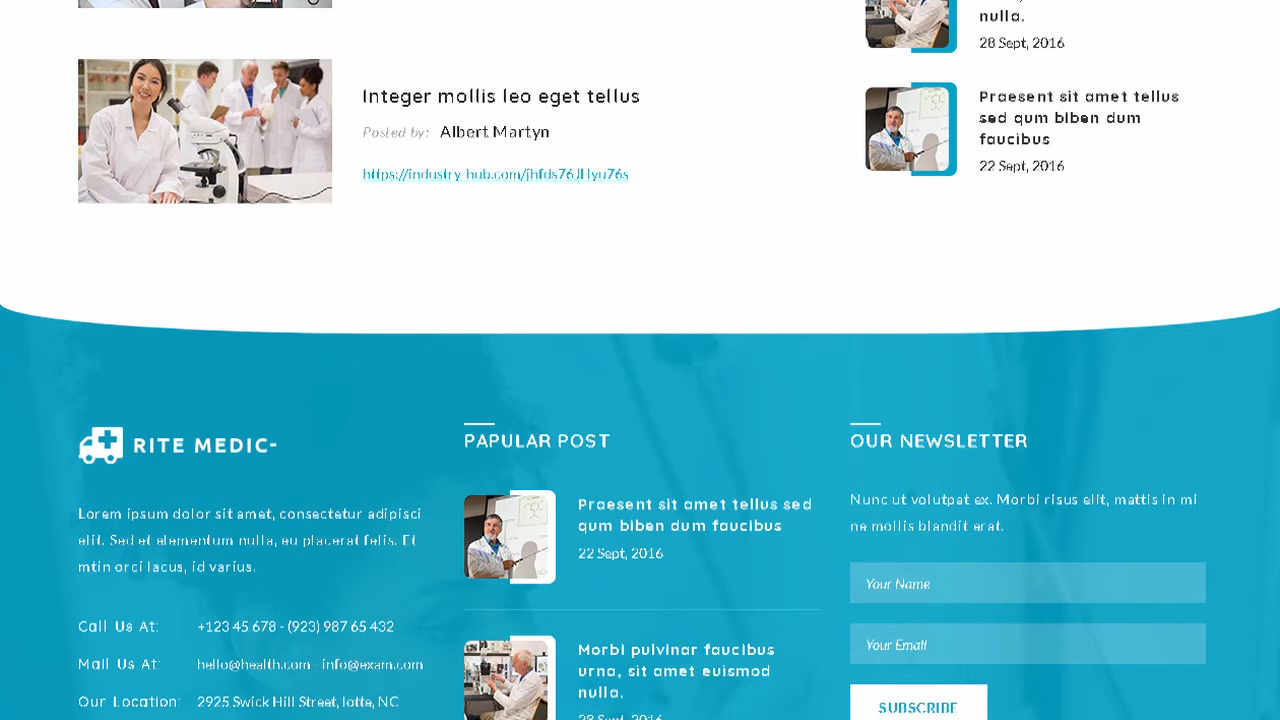 nulla.
28 Sept, 2016
Integer mollis leo eget tellus
Posted by: Albert Martyn
https://industry-hub.com/jhfds76JHyu76s
Praesent sit amet tellus
sed qum biben dum
faucibus
22 Sept, 2016
RITE MEDIC-
Lorem ipsum dolor sit amet, consectetur adipisci
elit. Sed et elementum nulla, eu placerat felis. Et
mtin orci lacus, id varius.
Call Us At: +123 45 678 - (923) 987 65 432
Mail Us At: hello@health.com - info@exam.com
Our Location: 2925 Swick Hill Street, lotte, NC
PAPULAR POST
Praesent sit amet tellus sed
qum biben dum faucibus
22 Sept, 2016
Morbi pulvinar faucibus
urna, sit amet euismod
nulla.
OUR NEWSLETTER
Nunc ut volutpat ex. Morbi risus elit, mattis in mi
ne mollis blandit erat.
Your Name
Your Email
SUBSCRIBE